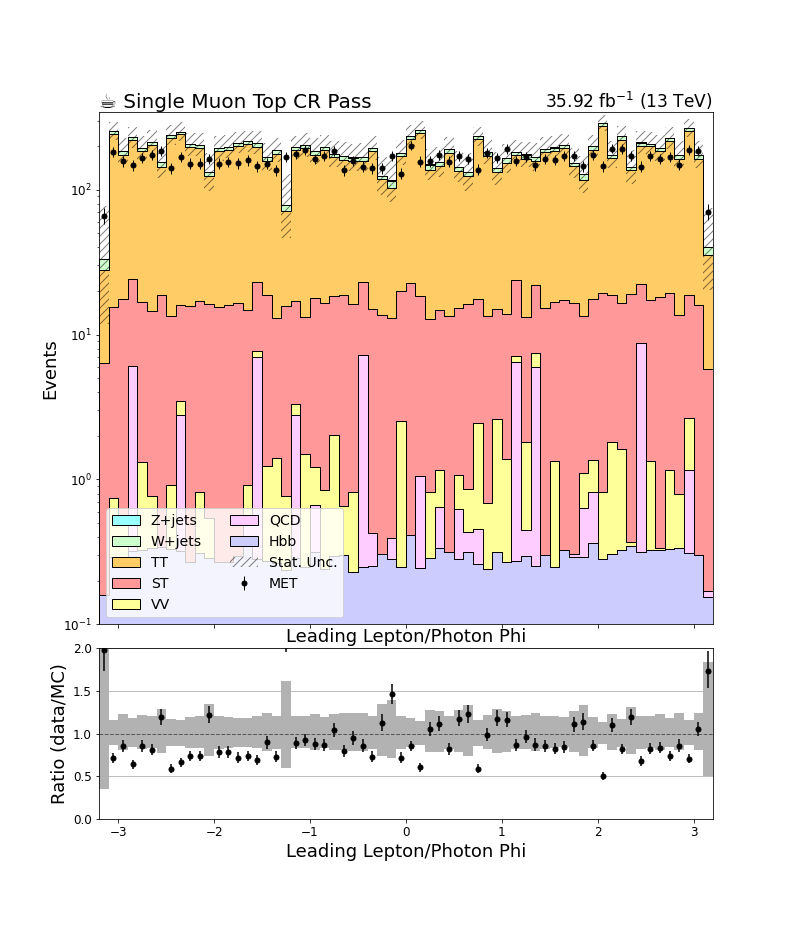 ☕ Single Muon Top CR Pass
35.92 fb⁻¹ (13 TeV)
Events
10²
10¹
10⁰
10⁻¹
Z+jets
W+jets
TT
ST
VV
QCD
Hbb
Stat. Unc.
MET
Leading Lepton/Photon Phi
Ratio (data/MC)
2.0
1.5
1.0
0.5
0.0
−3 −2 −1 0 1 2 3
Leading Lepton/Photon Phi